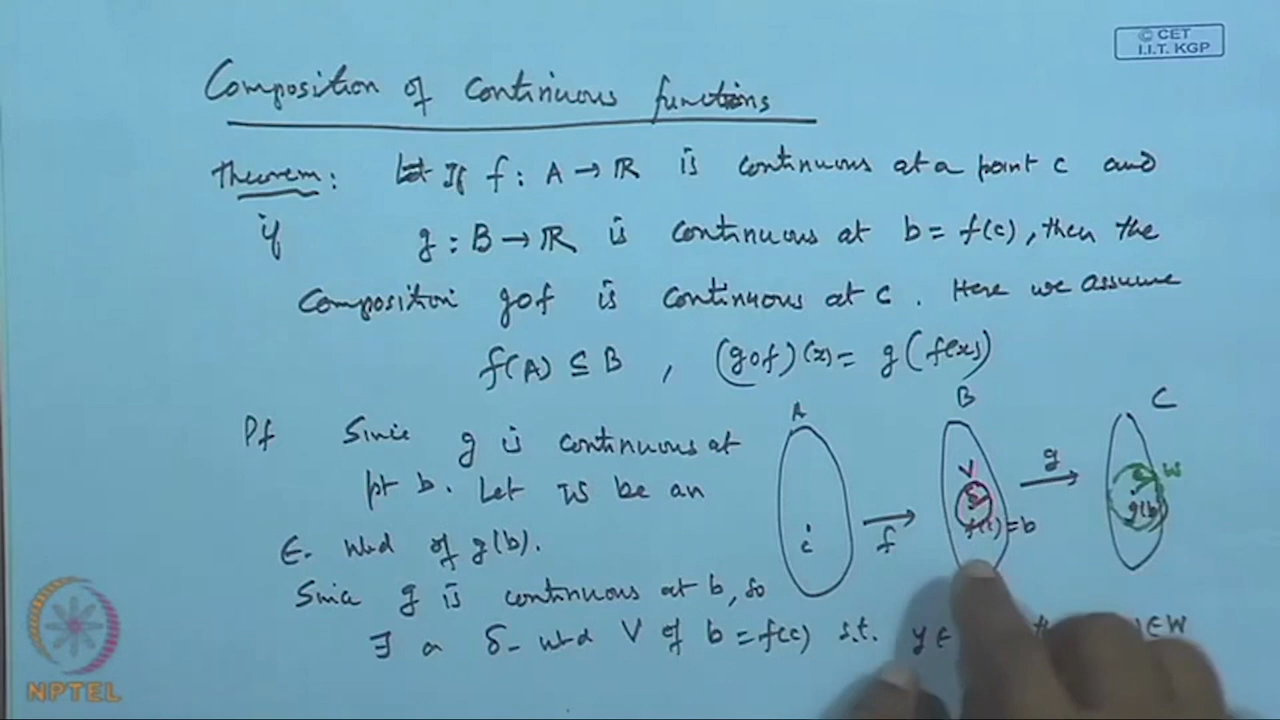 © CET
I.I.T. KGP
Composition of continuous functions
Theorem: If f: A → ℝ is continuous at a point c and
if g: B → ℝ is continuous at b = f(c), then the
Composition gof is continuous at c. Here we assume
f(A) ⊆ B, (gof)(x) = g(f(x))
Pf Since g is continuous at
pt b. Let W be an
ϵ- nbd of g(b).
Since g is continuous at b, so
∃ a δ- nbd V of b = f(c) s.t. y ∈ ∈ W
A B C
c f V δ f(c) = b g W g(b)
NPTEL